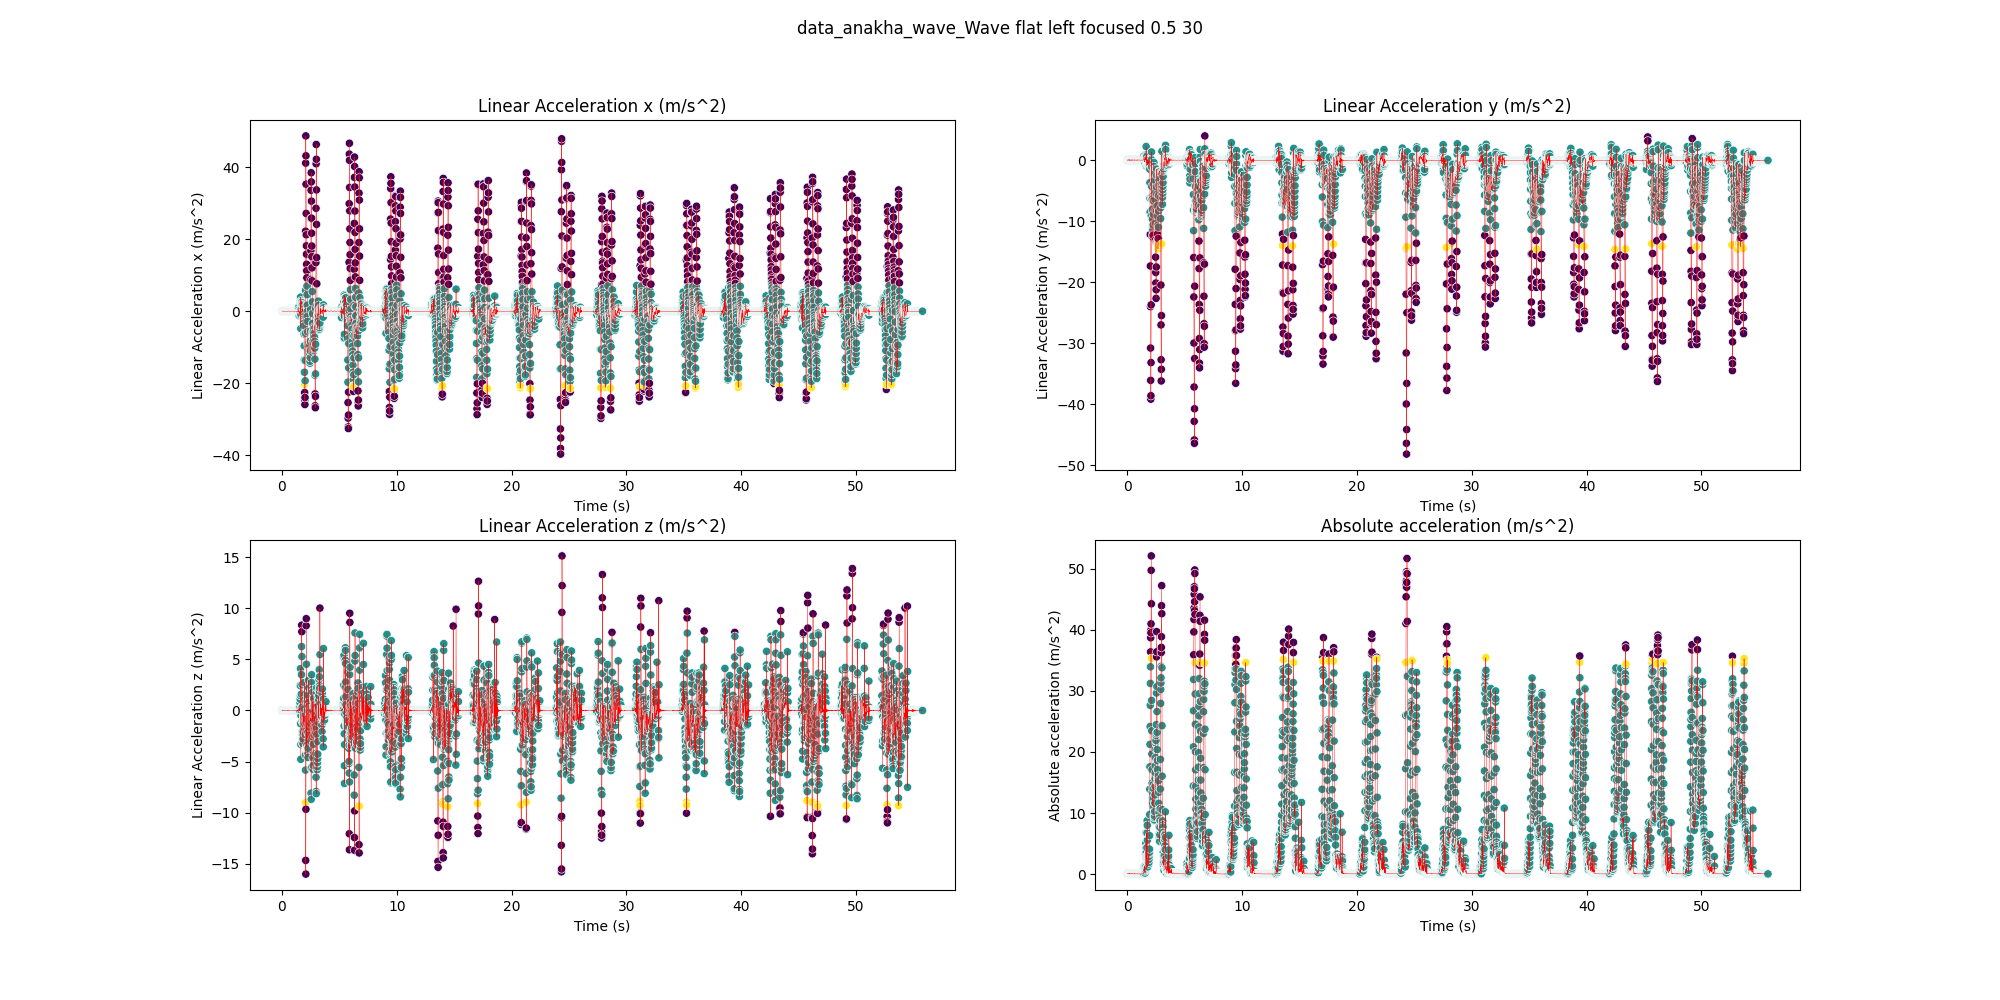 data_anakha_wave_Wave flat left focused 0.5 30
Linear Acceleration x (m/s^2)
Linear Acceleration x (m/s^2)
40
20
0
−20
−40
0 10 20 30 40 50
Time (s)
Linear Acceleration y (m/s^2)
Linear Acceleration y (m/s^2)
0
−10
−20
−30
−40
−50
0 10 20 30 40 50
Time (s)
Linear Acceleration z (m/s^2)
Linear Acceleration z (m/s^2)
15
10
5
0
−5
−10
−15
0 10 20 30 40 50
Time (s)
Absolute acceleration (m/s^2)
Absolute acceleration (m/s^2)
50
40
30
20
10
0
0 10 20 30 40 50
Time (s)